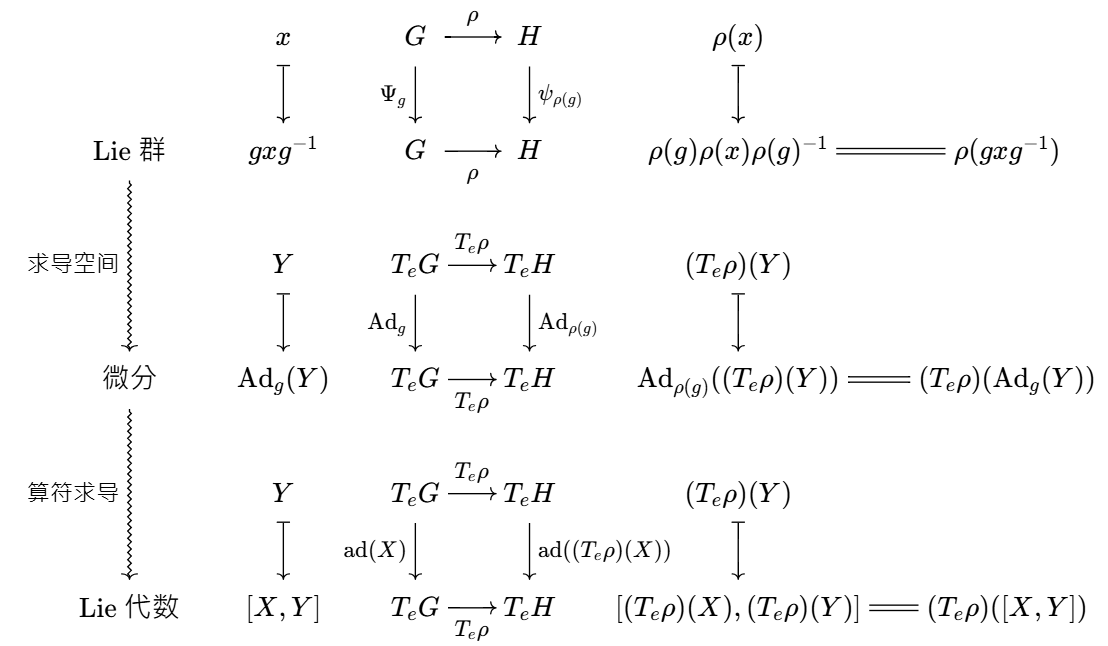 x G ρ H ρ(x)
Ψ_g ψ_{ρ(g)}
Lie 群 gxg⁻¹ G ρ H ρ(g)ρ(x)ρ(g)⁻¹ ρ(gxg⁻¹)
求导空间 Y T_eG T_eρ T_eH (T_eρ)(Y)
Ad_g Ad_{ρ(g)}
微分 Ad_g(Y) T_eG T_eρ T_eH Ad_{ρ(g)}((T_eρ)(Y)) (T_eρ)(Ad_g(Y))
算符求导 Y T_eG T_eρ T_eH (T_eρ)(Y)
ad(X) ad((T_eρ)(X))
Lie 代数 [X, Y] T_eG T_eρ T_eH [(T_eρ)(X), (T_eρ)(Y)] (T_eρ)([X, Y])